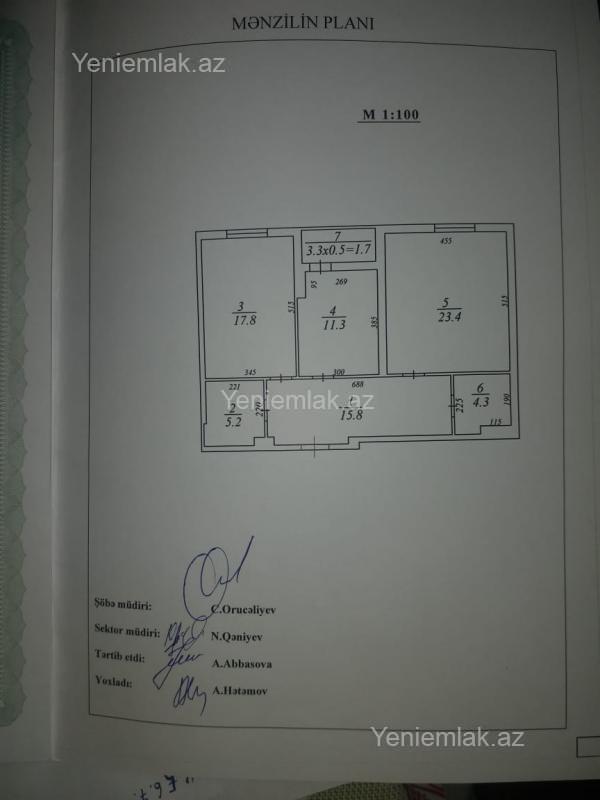 MƏNZİLİN PLANI
Yeniemlak.az
M 1:100
7
3.3x0.5=1.7
455
95
269
3
17.8
515
4
11.3
385
5
23.4
515
345
300
221
688
Yeniemlak.az
2
5.2
220
1
15.8
225
6
4.3
190
115
Şöbə müdiri: C.Orucəliyev
Sektor müdiri: N.Qəniyev
Tərtib etdi: A.Abbasova
Yoxladı: A.Hətəmov
Yeniemlak.az